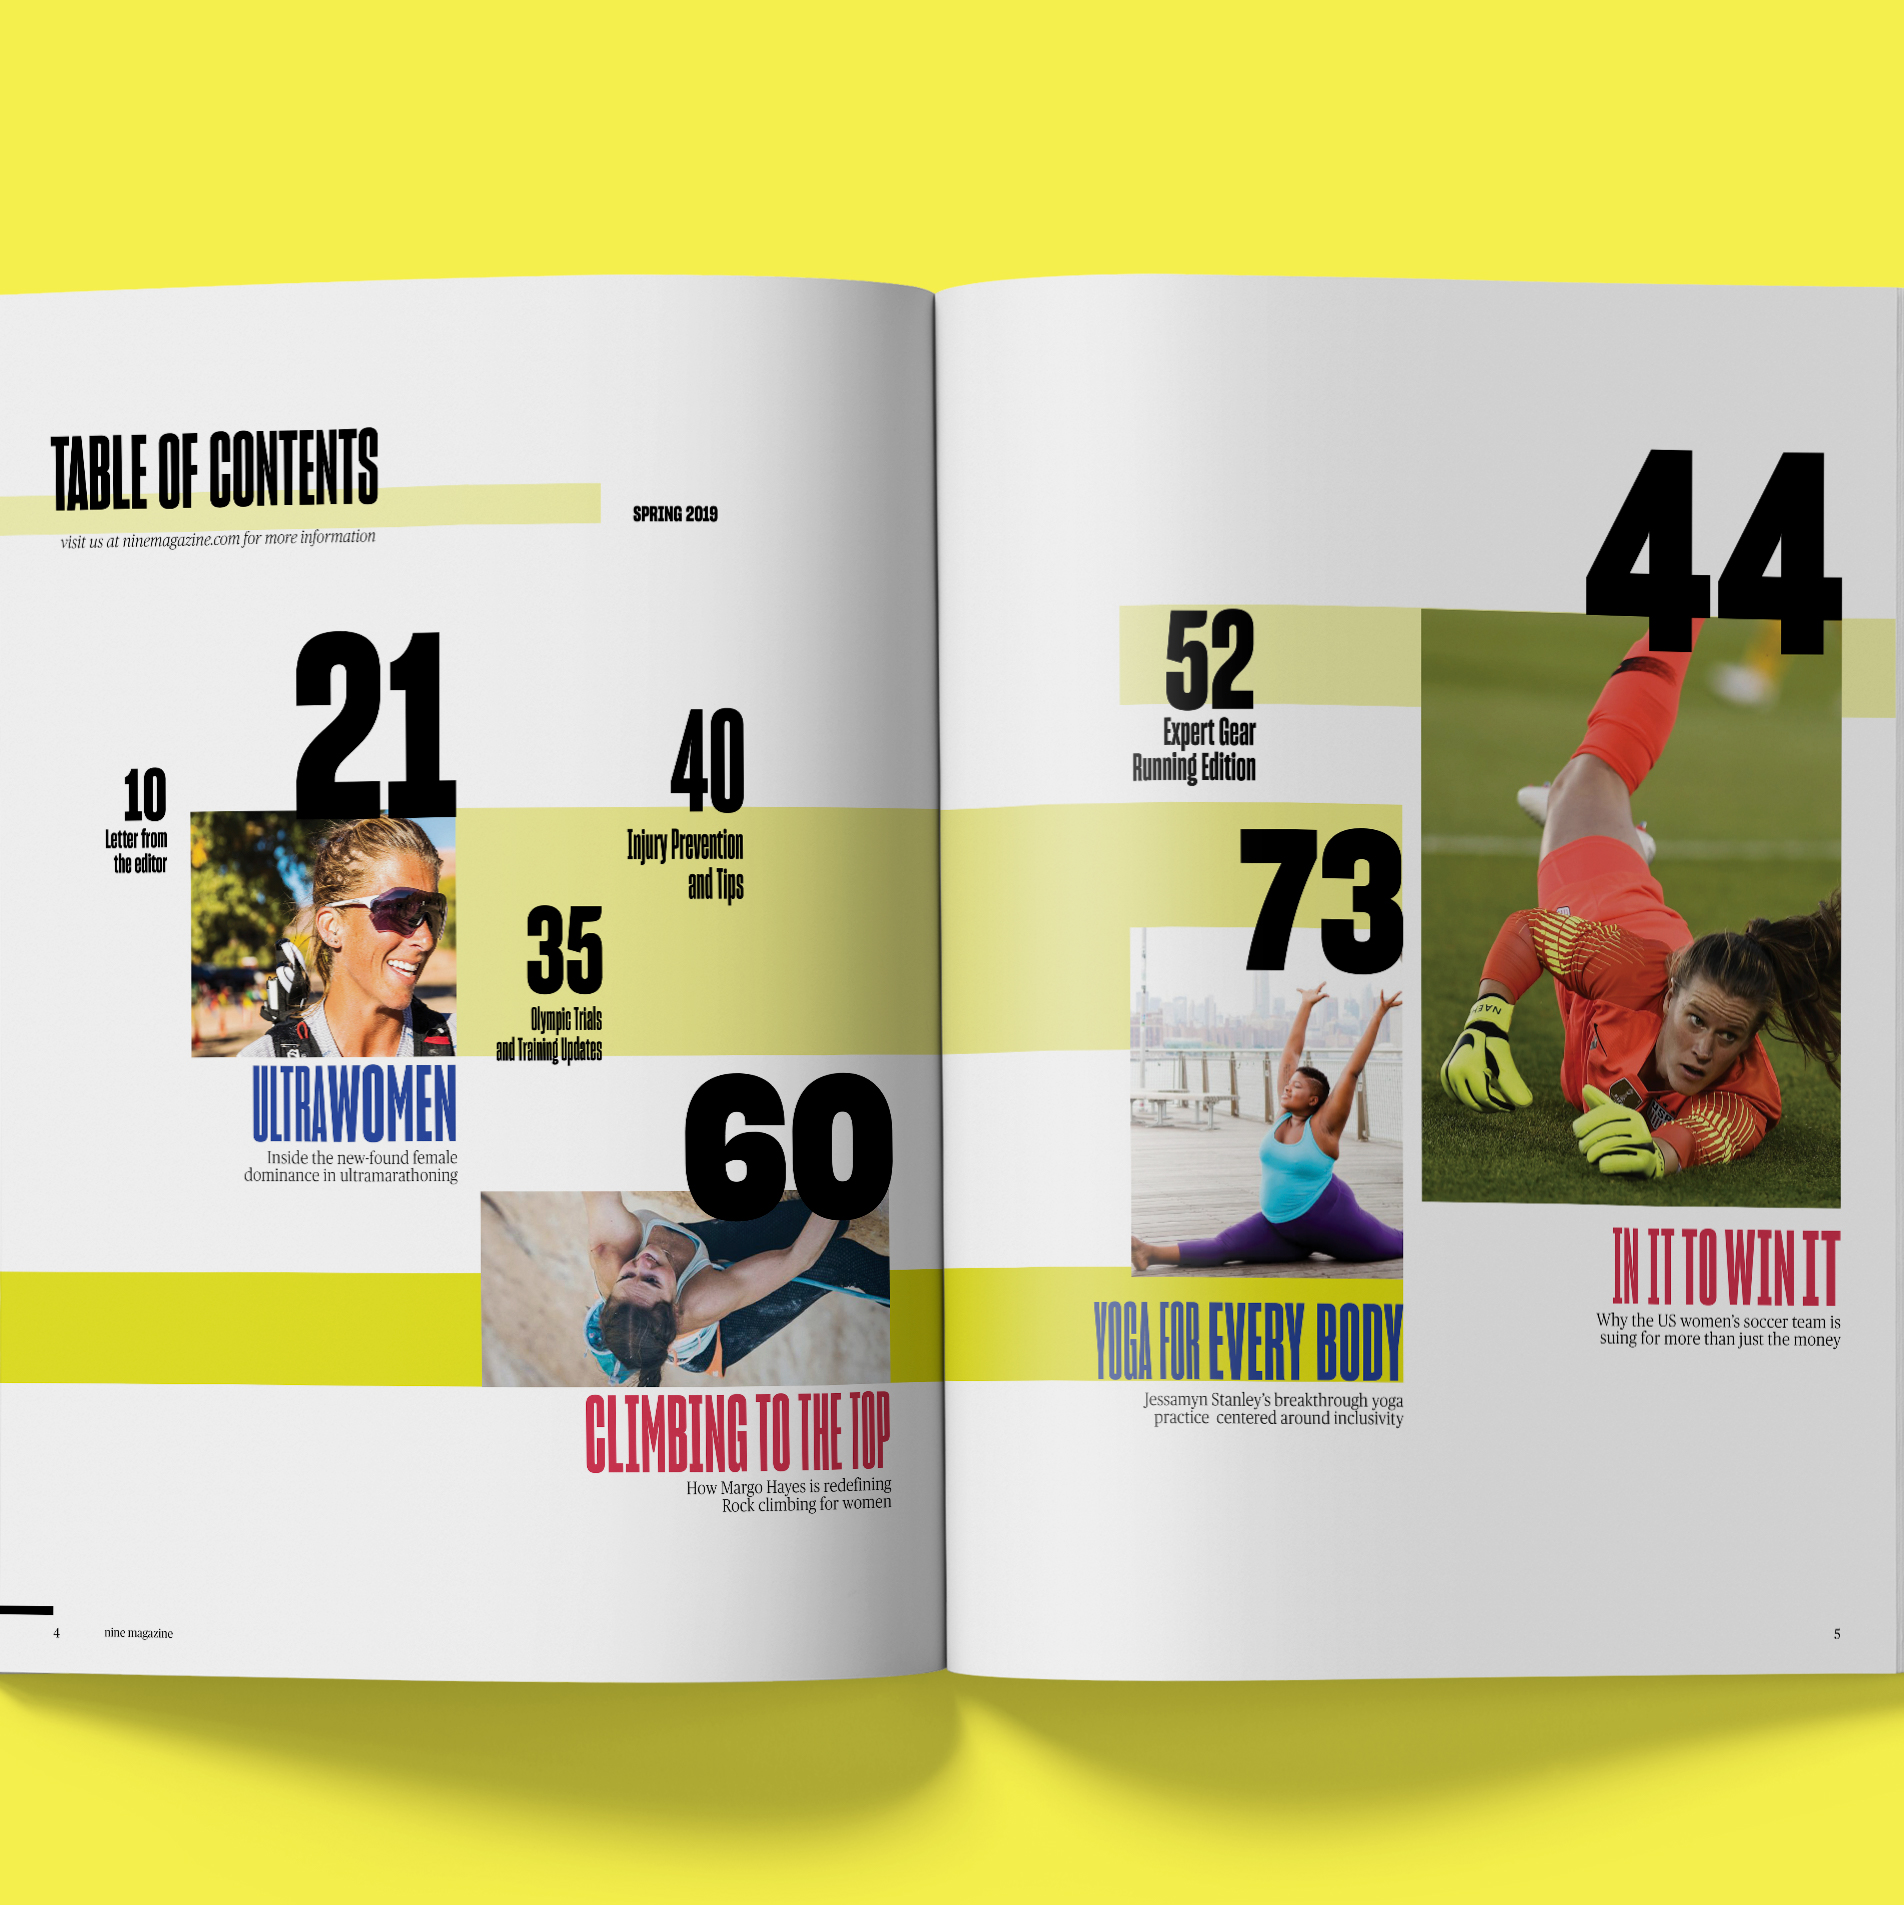 TABLE OF CONTENTS
visit us at ninemagazine.com for more information
SPRING 2019
10
Letter from
the editor
21
ULTRAWOMEN
Inside the new-found female
dominance in ultramarathoning
35
Olympic Trials
and Training Updates
40
Injury Prevention
and Tips
60
CLIMBING TO THE TOP
How Margo Hayes is redefining
Rock climbing for women
4
nine magazine
52
Expert Gear
Running Edition
73
YOGA FOR EVERY BODY
Jessamyn Stanley's breakthrough yoga
practice centered around inclusivity
44
IN IT TO WIN IT
Why the US women's soccer team is
suing for more than just the money
5